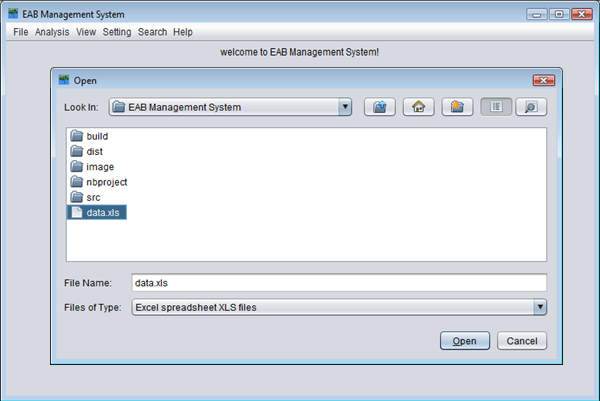 EAB Management System
File Analysis View Setting Search Help
welcome to EAB Management System!
Open
Look In: EAB Management System
build
dist
image
nbproject
src
data.xls
File Name: data.xls
Files of Type: Excel spreadsheet XLS files
Open Cancel